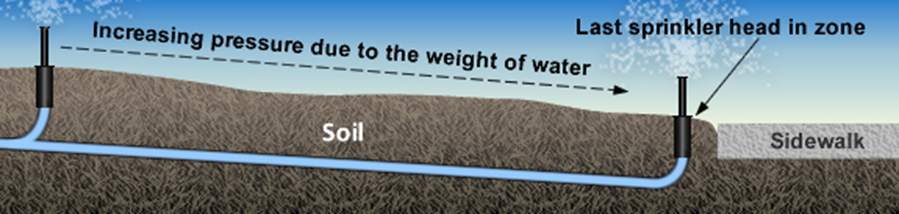 Last sprinkler head in zone
Increasing pressure due to the weight of water
Soil
Sidewalk